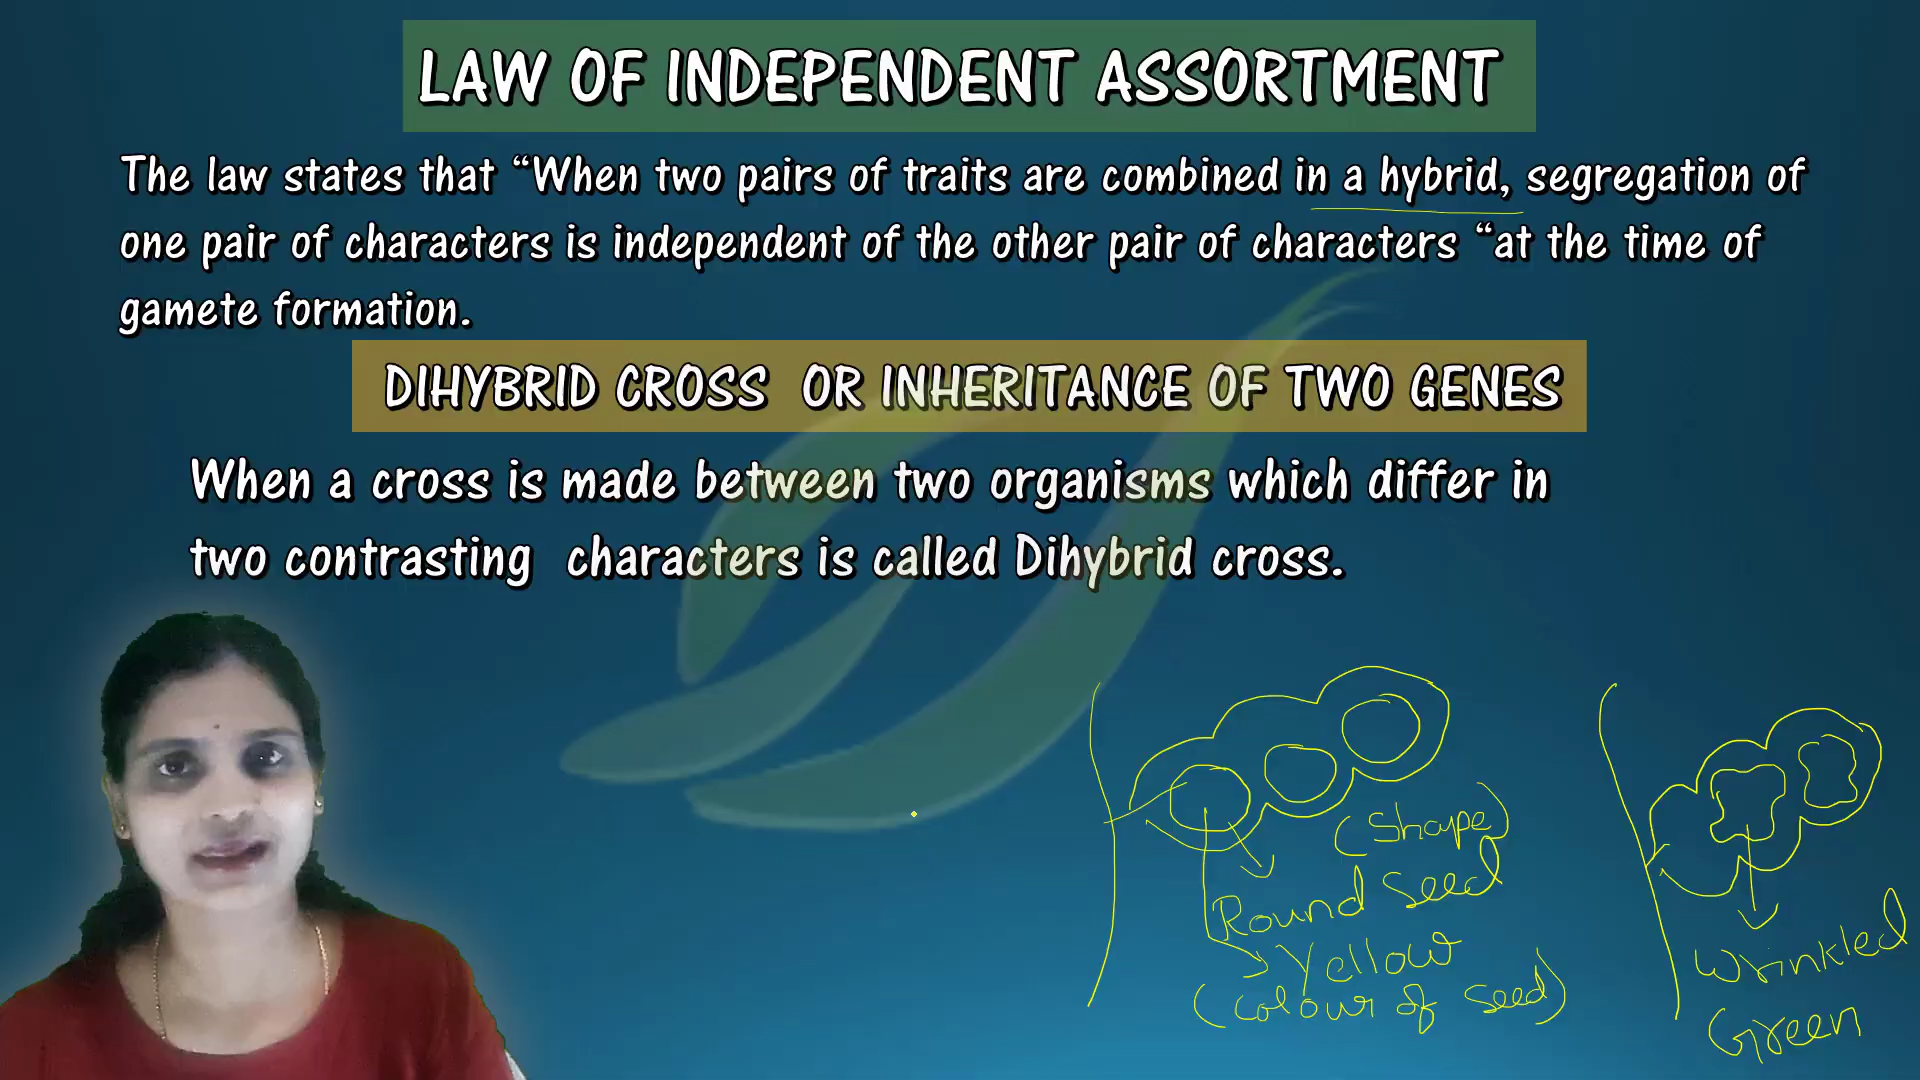 LAW OF INDEPENDENT ASSORTMENT
The law states that “When two pairs of traits are combined in a hybrid, segregation of
one pair of characters is independent of the other pair of characters “at the time of
gamete formation.
DIHYBRID CROSS OR INHERITANCE OF TWO GENES
When a cross is made between two organisms which differ in
two contrasting characters is called Dihybrid cross.
(Shape)
Round Seed
Yellow
(colour of seed)
Wrinkled
Green